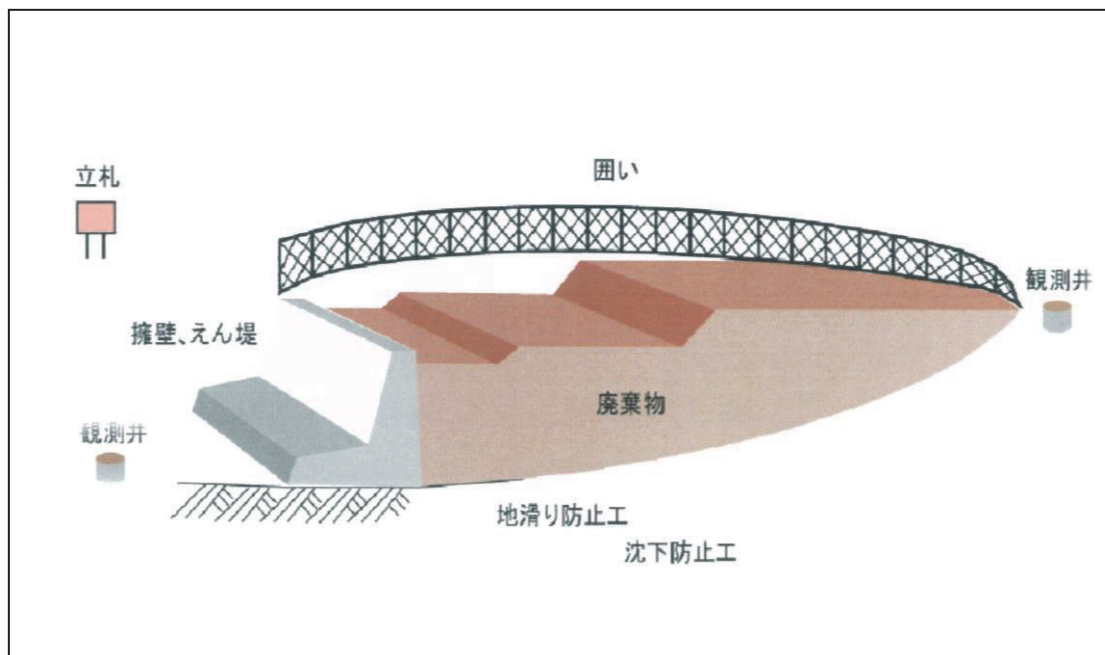 囲い
立札
観測井
擁壁、えん堤
廃棄物
観測井
地滑り防止工
沈下防止工